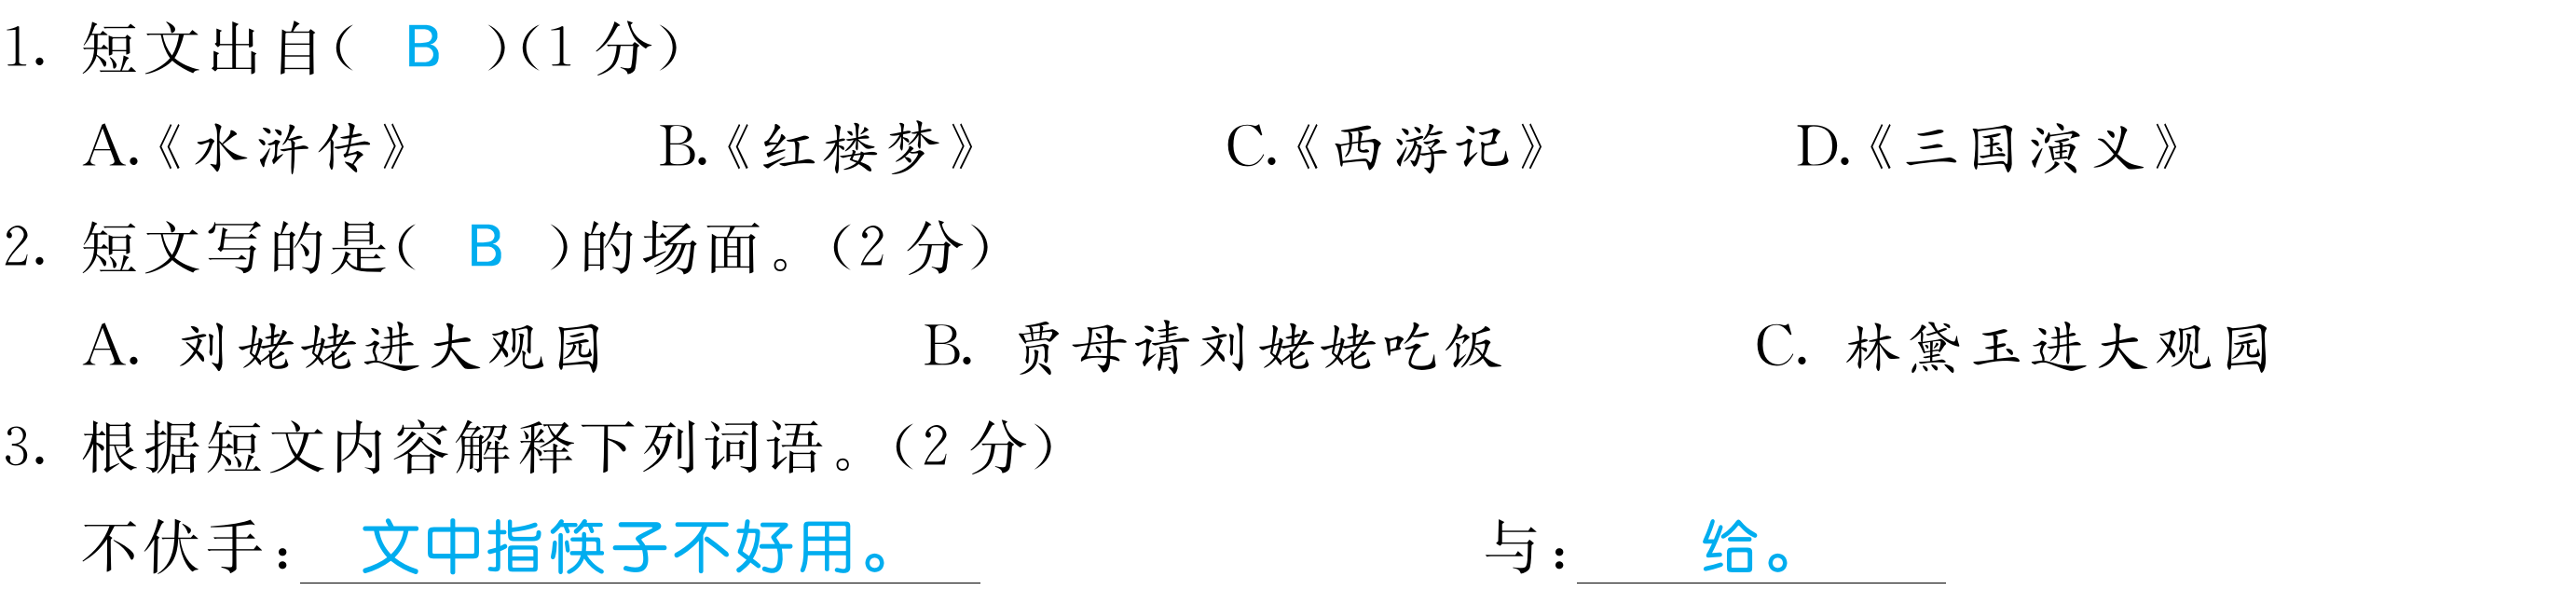 1. 短文出自( B )(1 分)
A.《水浒传》 B.《红楼梦》 C.《西游记》 D.《三国演义》
2. 短文写的是( B )的场面。(2 分)
A. 刘姥姥进大观园 B. 贾母请刘姥姥吃饭 C. 林黛玉进大观园
3. 根据短文内容解释下列词语。(2 分)
不伏手：文中指筷子不好用。 与：给。